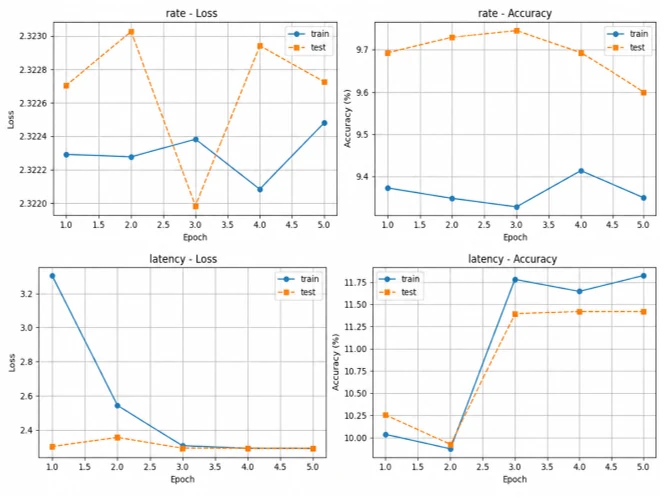 rate - Loss
2.3230
2.3228
2.3226
2.3224
2.3222
2.3220
Loss
train
test
1.0 1.5 2.0 2.5 3.0 3.5 4.0 4.5 5.0
Epoch
rate - Accuracy
9.7
9.6
9.5
9.4
Accuracy (%)
train
test
1.0 1.5 2.0 2.5 3.0 3.5 4.0 4.5 5.0
Epoch
latency - Loss
3.2
3.0
2.8
2.6
2.4
Loss
train
test
1.0 1.5 2.0 2.5 3.0 3.5 4.0 4.5 5.0
Epoch
latency - Accuracy
11.75
11.50
11.25
11.00
10.75
10.50
10.25
10.00
Accuracy (%)
train
test
1.0 1.5 2.0 2.5 3.0 3.5 4.0 4.5 5.0
Epoch